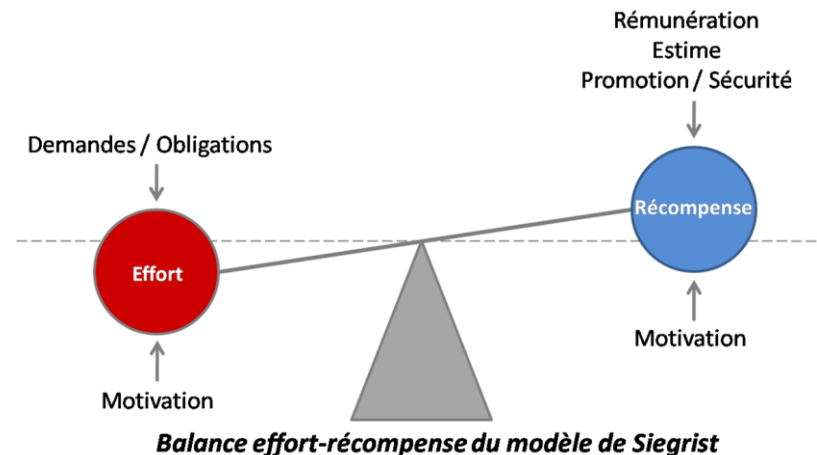 Rémunération
Estime
Promotion / Sécurité
Demandes / Obligations
Récompense
Effort
Motivation
Motivation
Balance effort-récompense du modèle de Siegrist